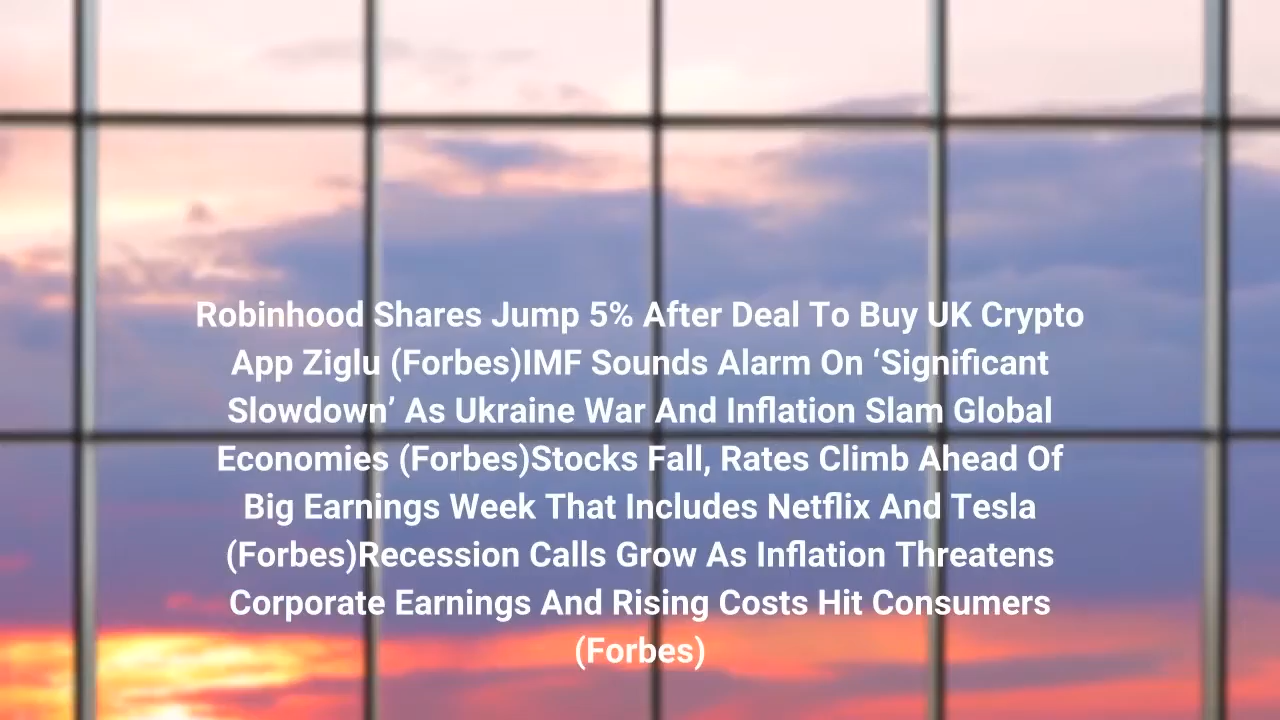 Robinhood Shares Jump 5% After Deal To Buy UK Crypto
App Ziglu (Forbes)IMF Sounds Alarm On ‘Significant
Slowdown’ As Ukraine War And Inflation Slam Global
Economies (Forbes)Stocks Fall, Rates Climb Ahead Of
Big Earnings Week That Includes Netflix And Tesla
(Forbes)Recession Calls Grow As Inflation Threatens
Corporate Earnings And Rising Costs Hit Consumers
(Forbes)